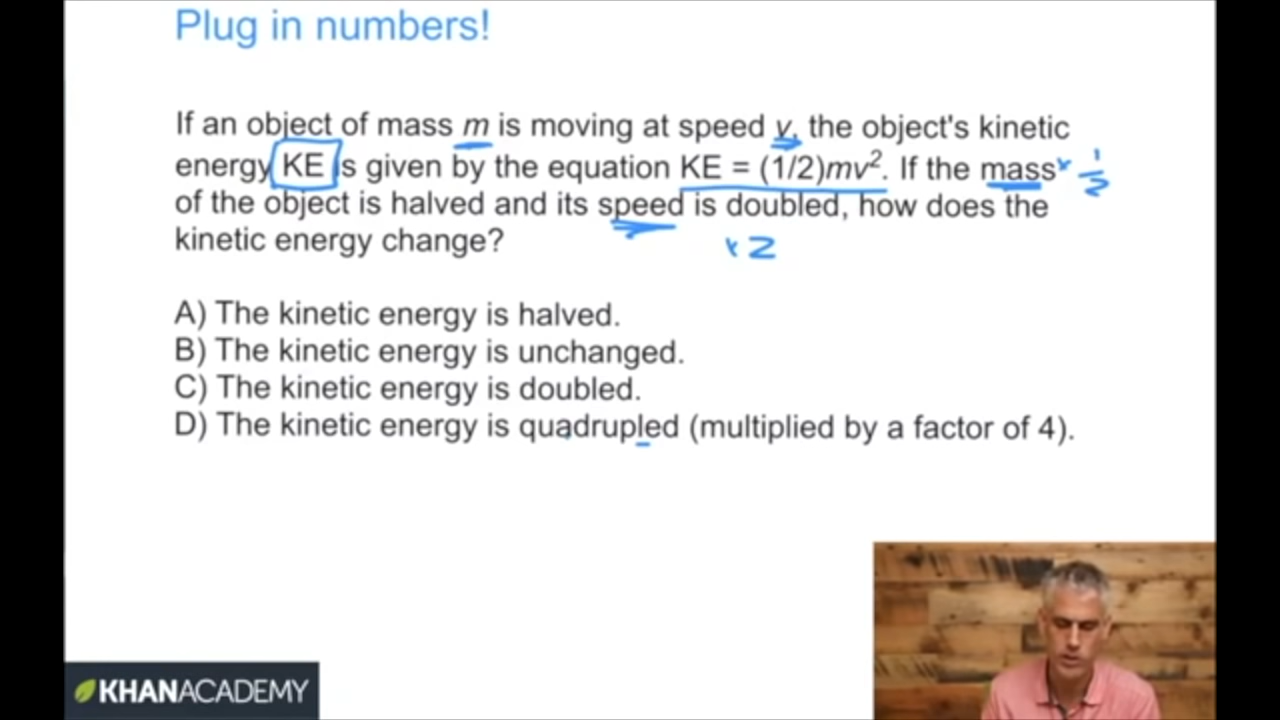 Plug in numbers!
If an object of mass m is moving at speed v, the object's kinetic
energy KE is given by the equation KE = (1/2)mv². If the mass × 1/2
of the object is halved and its speed is doubled, how does the
kinetic energy change?
×2
A) The kinetic energy is halved.
B) The kinetic energy is unchanged.
C) The kinetic energy is doubled.
D) The kinetic energy is quadrupled (multiplied by a factor of 4).
KHANACADEMY